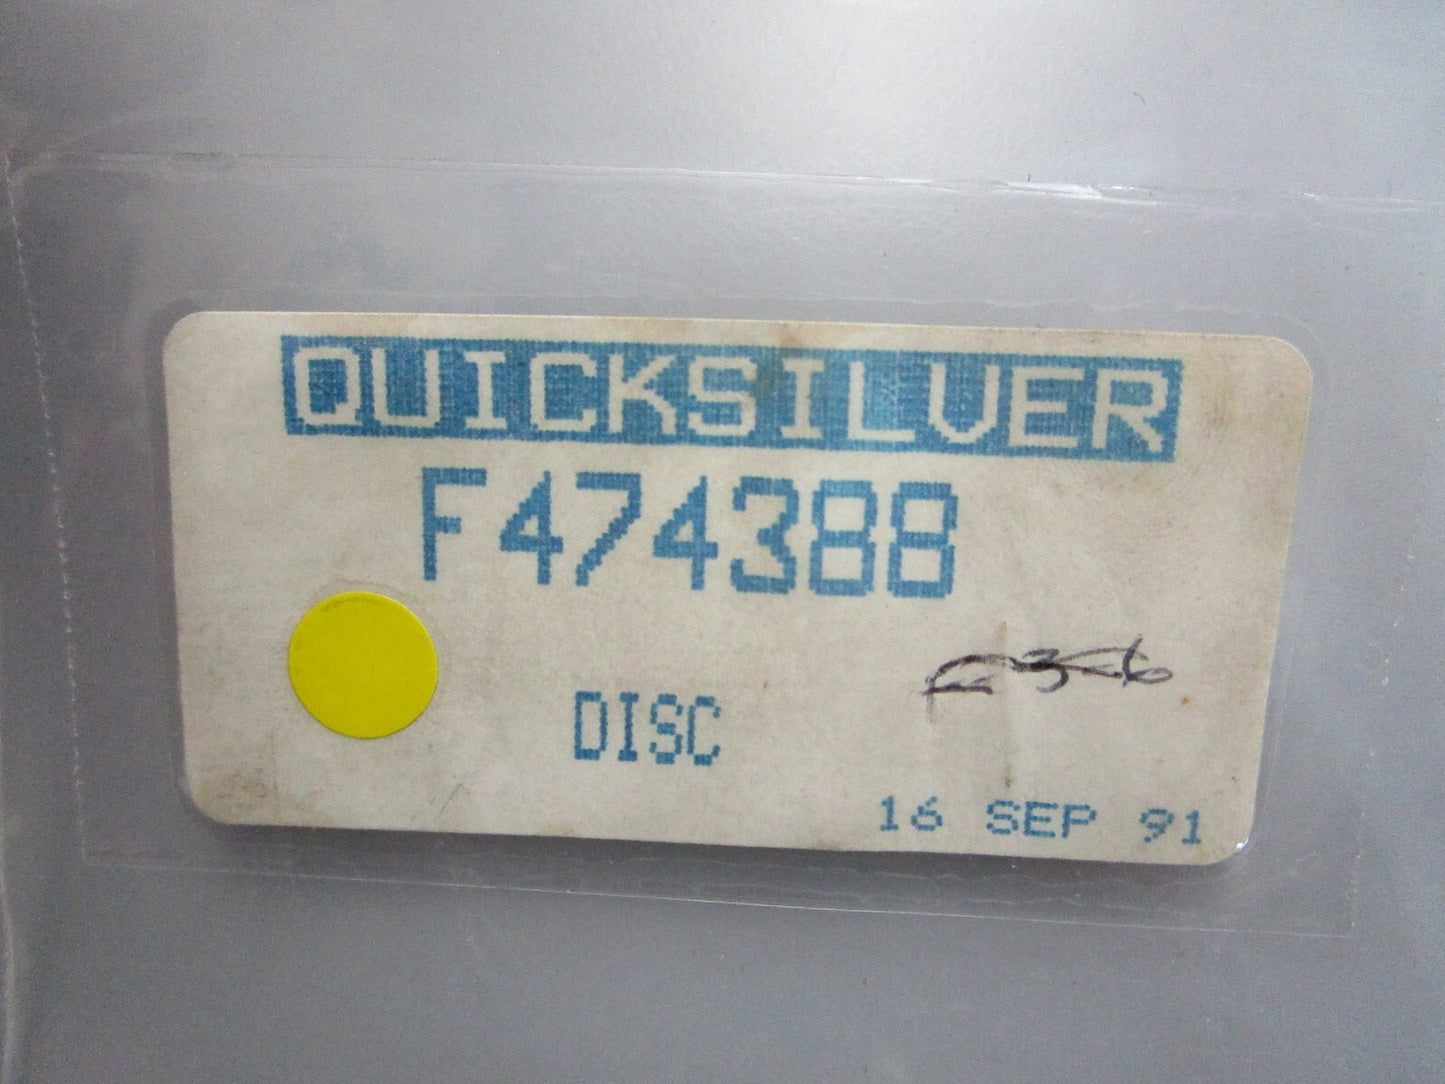 QUICKSILVER
F474388
DISC
16 SEP 91